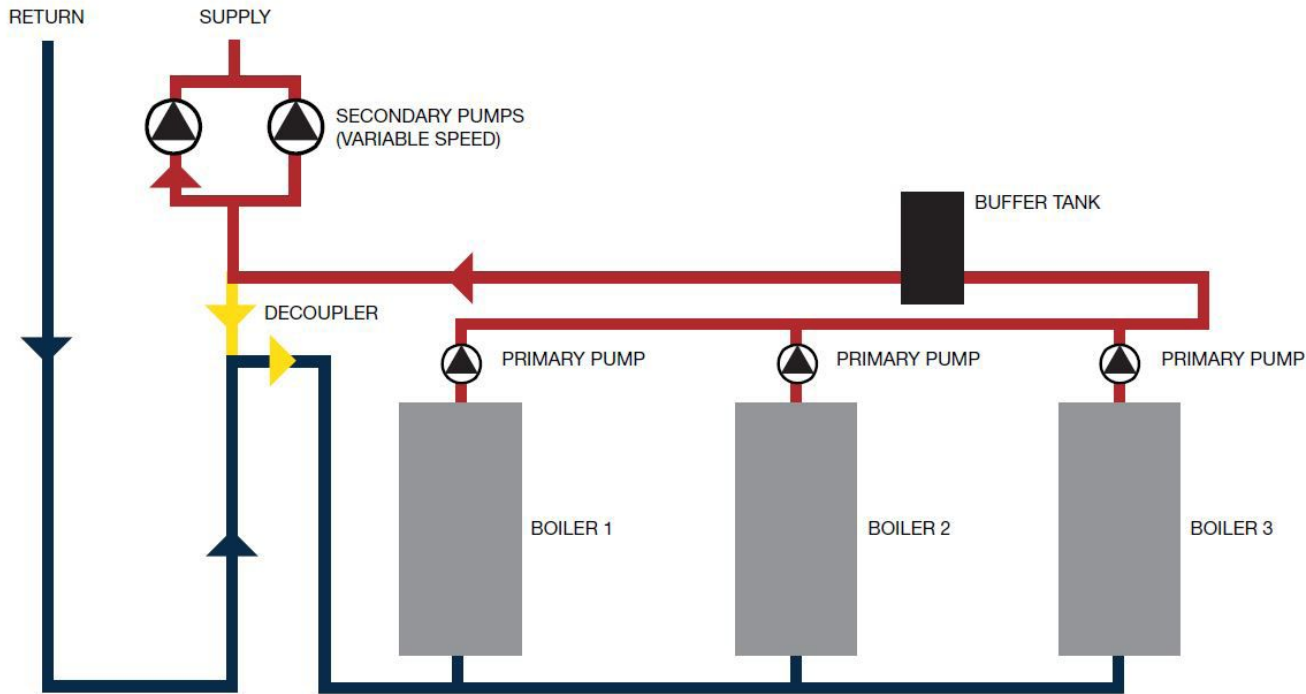 RETURN
SUPPLY
SECONDARY PUMPS
(VARIABLE SPEED)
BUFFER TANK
DECOUPLER
PRIMARY PUMP
PRIMARY PUMP
PRIMARY PUMP
BOILER 1
BOILER 2
BOILER 3